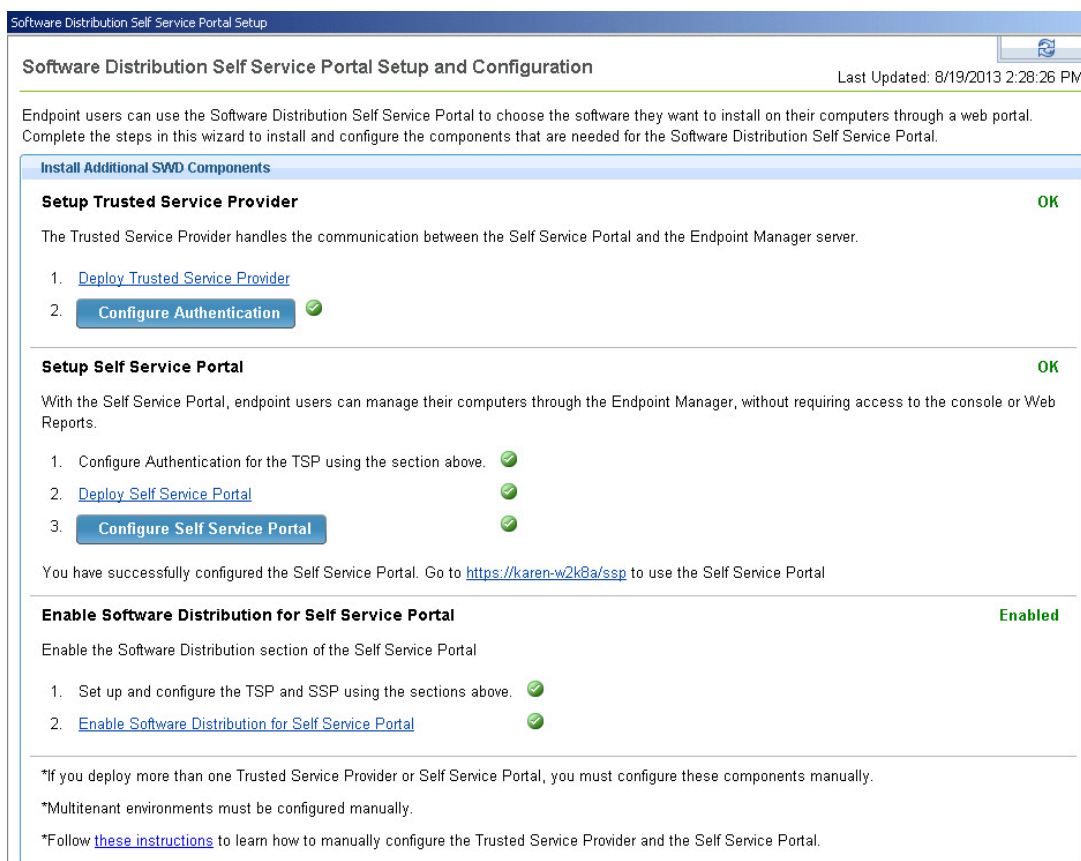 Software Distribution Self Service Portal Setup
Software Distribution Self Service Portal Setup and Configuration
Last Updated: 8/19/2013 2:28:26 PM
Endpoint users can use the Software Distribution Self Service Portal to choose the software they want to install on their computers through a web portal.
Complete the steps in this wizard to install and configure the components that are needed for the Software Distribution Self Service Portal.
Install Additional SWD Components
Setup Trusted Service Provider OK
The Trusted Service Provider handles the communication between the Self Service Portal and the Endpoint Manager server.
1. Deploy Trusted Service Provider
2. Configure Authentication
Setup Self Service Portal OK
With the Self Service Portal, endpoint users can manage their computers through the Endpoint Manager, without requiring access to the console or Web
Reports.
1. Configure Authentication for the TSP using the section above.
2. Deploy Self Service Portal
3. Configure Self Service Portal
You have successfully configured the Self Service Portal. Go to https://karen-w2k8a/ssp to use the Self Service Portal
Enable Software Distribution for Self Service Portal Enabled
Enable the Software Distribution section of the Self Service Portal
1. Set up and configure the TSP and SSP using the sections above.
2. Enable Software Distribution for Self Service Portal
*If you deploy more than one Trusted Service Provider or Self Service Portal, you must configure these components manually.
*Multitenant environments must be configured manually.
*Follow these instructions to learn how to manually configure the Trusted Service Provider and the Self Service Portal.